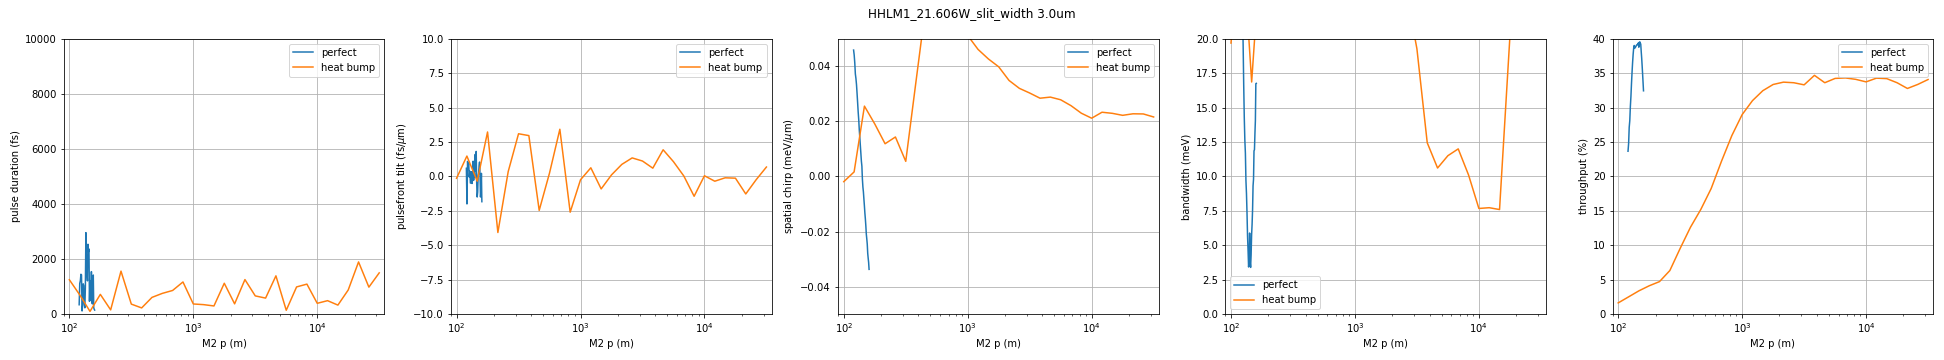 HHLM1_21.606W_slit_width 3.0um
pulse duration (fs)
10000
8000
6000
4000
2000
0
perfect
heat bump
10² 10³ 10⁴
M2 p (m)
pulsefront tilt (fs/μm)
10.0
7.5
5.0
2.5
0.0
−2.5
−5.0
−7.5
−10.0
perfect
heat bump
10² 10³ 10⁴
M2 p (m)
spatial chirp (meV/μm)
0.04
0.02
0.00
−0.02
−0.04
perfect
heat bump
10² 10³ 10⁴
M2 p (m)
bandwidth (meV)
20.0
17.5
15.0
12.5
10.0
7.5
5.0
2.5
0.0
perfect
heat bump
10² 10³ 10⁴
M2 p (m)
throughput (%)
40
35
30
25
20
15
10
5
0
perfect
heat bump
10² 10³ 10⁴
M2 p (m)